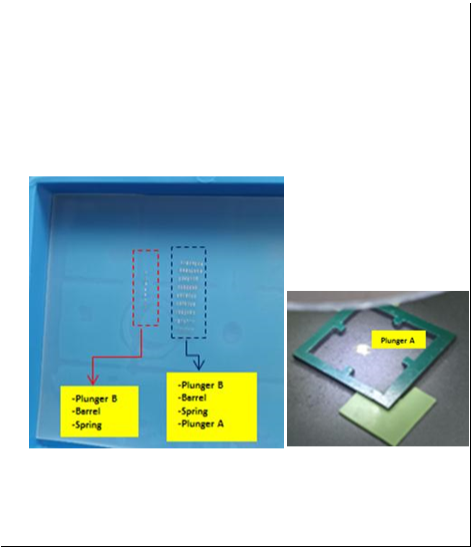 Plunger A
-Plunger B
-Barrel
-Spring
-Plunger B
-Barrel
-Spring
-Plunger A